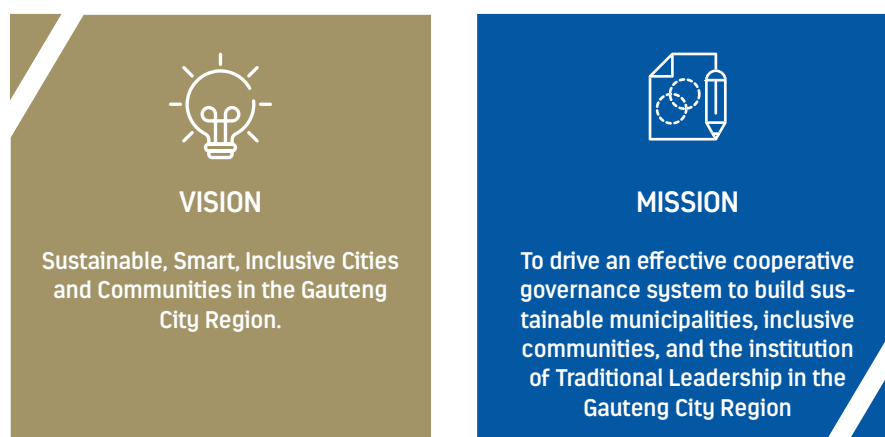 VISION
Sustainable, Smart, Inclusive Cities
and Communities in the Gauteng
City Region.
MISSION
To drive an effective cooperative
governance system to build sus-
tainable municipalities, inclusive
communities, and the institution
of Traditional Leadership in the
Gauteng City Region